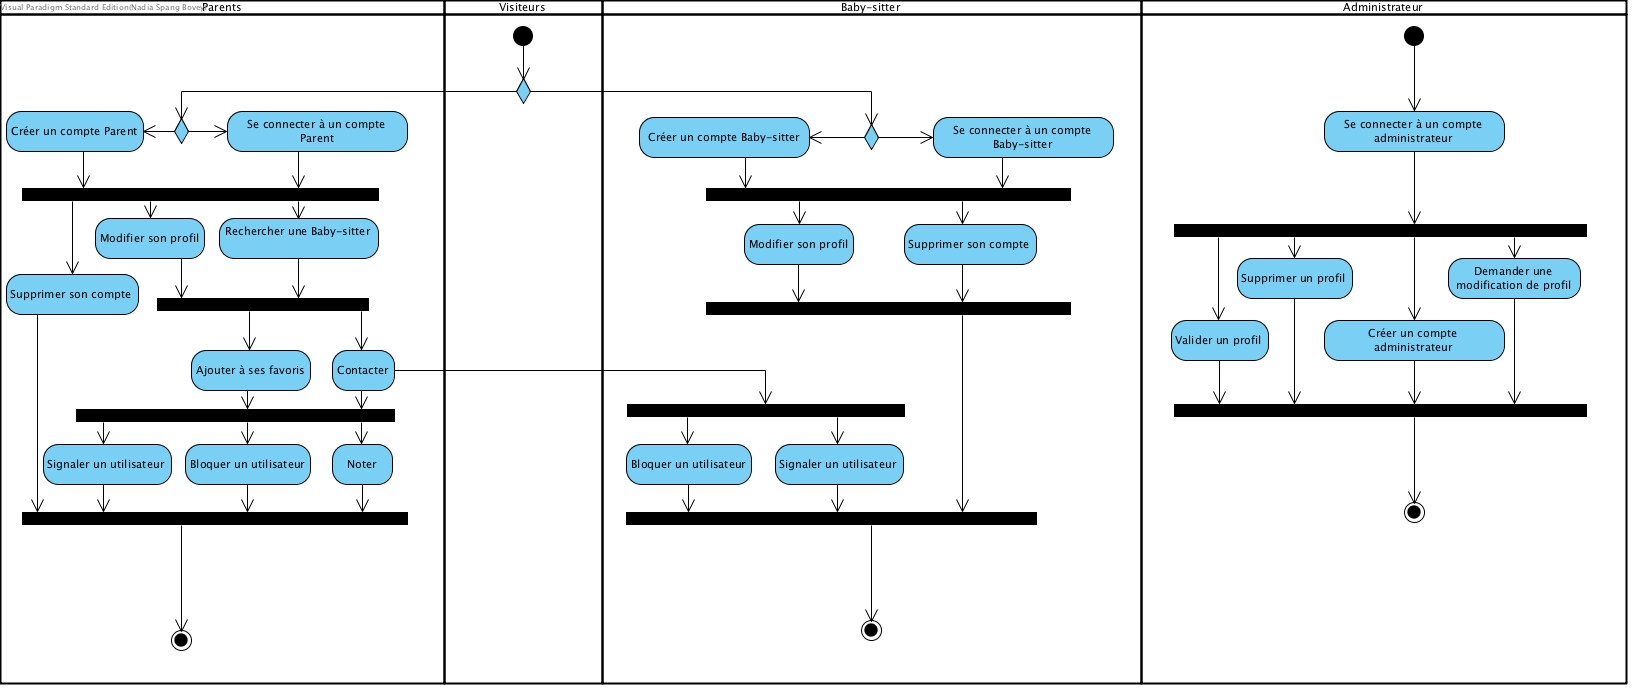 Visual Paradigm Standard Edition(Nadia Spang Bovey
Parents
Visiteurs
Baby-sitter
Administrateur
Créer un compte Parent
Se connecter à un compte
Parent
Créer un compte Baby-sitter
Se connecter à un compte
Baby-sitter
Se connecter à un compte
administrateur
Modifier son profil
Rechercher une Baby-sitter
Supprimer son compte
Modifier son profil
Supprimer son compte
Supprimer un profil
Demander une
modification de profil
Valider un profil
Créer un compte
administrateur
Ajouter à ses favoris
Contacter
Signaler un utilisateur
Bloquer un utilisateur
Noter
Bloquer un utilisateur
Signaler un utilisateur